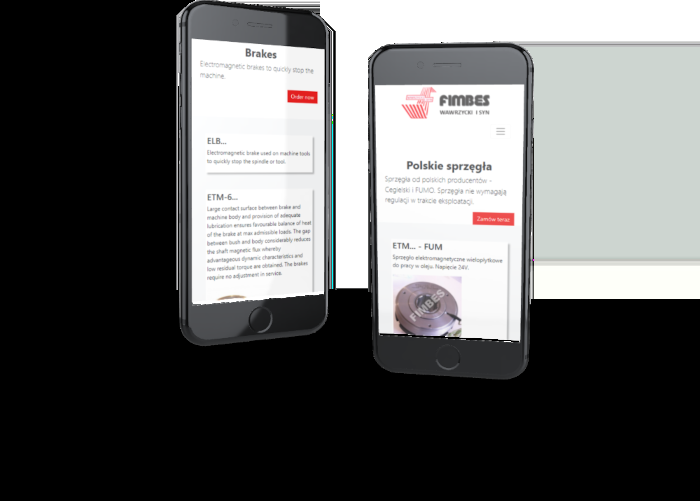 Brakes
Electromagnetic brakes to quickly stop the
machine.
Order now
ELB...
Electromagnetic brake used on machine tools
to quickly stop the spindle or tool.
ETM-6...
Large contact surface between brake and
machine body and provision of adequate
lubrication ensures favourable balance of heat
of the brake at max admissible loads. The gap
between bush and body considerably reduces
the shaft magnetic flux whereby
advantageous dynamic characteristics and
low residual torque are obtained. The brakes
require no adjustment in service.
FIMBES
WAWRZYCKI I SYN
Polskie sprzęgła
Sprzęgła od polskich producentów -
Cegielski i FUMO. Sprzęgła nie wymagają
regulacji w trakcie eksploatacji.
Zamów teraz
ETM... - FUM
Sprzęgło elektromagnetyczne wielopłytkowe
do pracy w oleju. Napięcie 24V.
FIMBES